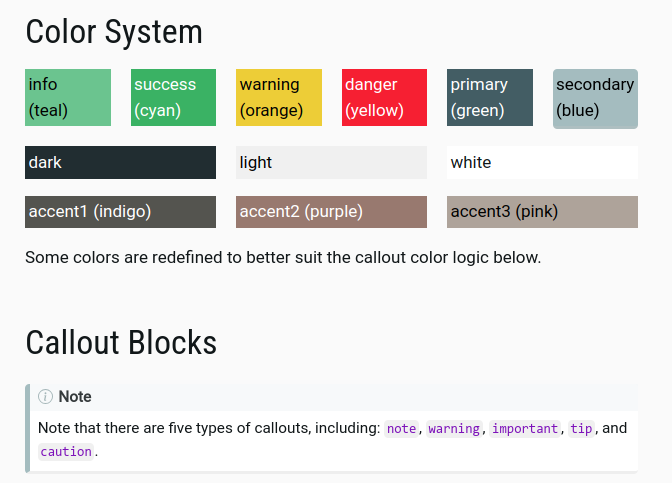 Color System
info (teal)
success (cyan)
warning (orange)
danger (yellow)
primary (green)
secondary (blue)
dark
light
white
accent1 (indigo)
accent2 (purple)
accent3 (pink)
Some colors are redefined to better suit the callout color logic below.
Callout Blocks
Note
Note that there are five types of callouts, including: note, warning, important, tip, and
caution.